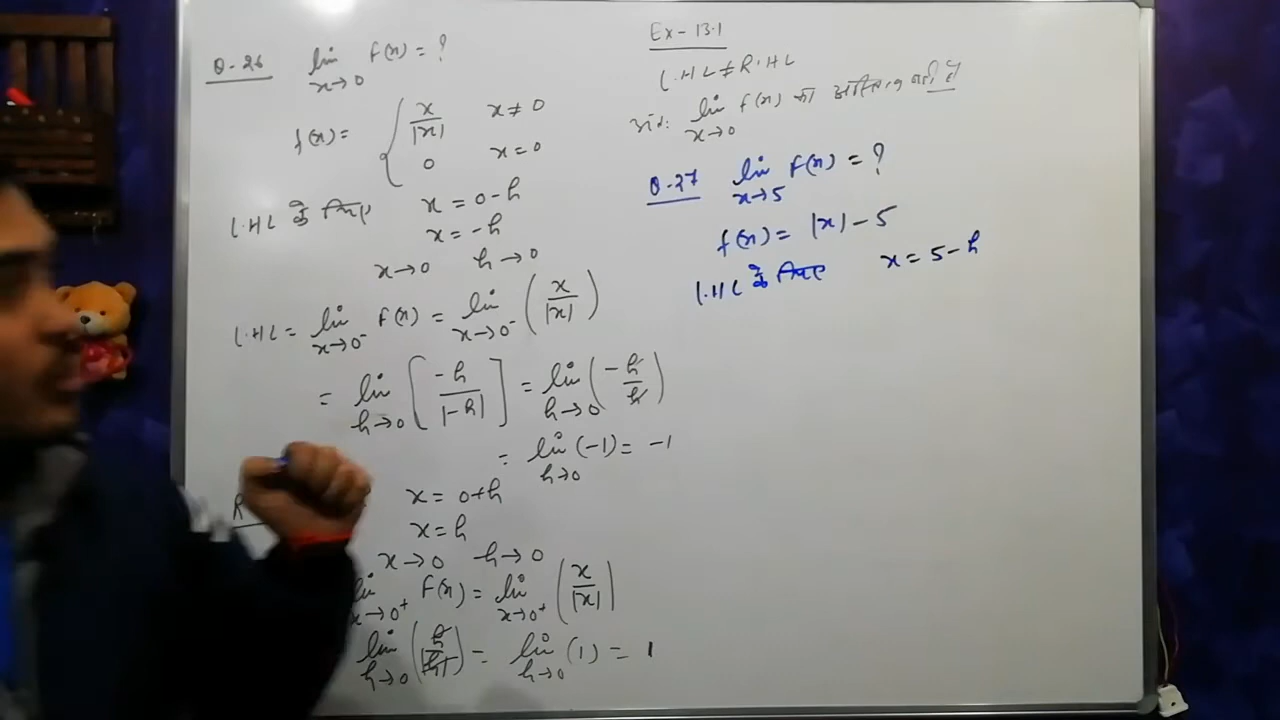 Q-26 lim x→0 f(x) = ?
f(x) = { x/|x| x ≠ 0
0 x = 0
L.H.L के लिए x = 0-h
x = -h
x→0 h→0
L.H.L = lim x→0⁻ f(x) = lim x→0⁻ (x/|x|)
= lim h→0 [-h/|-h|] = lim h→0 (-h/h)
= lim h→0 (-1) = -1
R
x = 0+h
x = h
x→0 h→0
lim x→0⁺ f(x) = lim x→0⁺ (x/|x|)
lim h→0 (h/|h|) = lim h→0 (1) = 1
Ex-13.1
L.HL ≠ R.HL
अतः lim x→0 f(x) का अस्तित्व नहीं है
Q-27 lim x→5 f(x) = ?
f(x) = |x| - 5
L.H.L के लिए x = 5-h